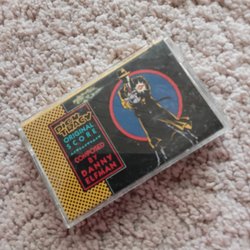 DICK
TRACY
ORIGINAL
SCORE
COMPOSED
BY
DANNY
ELFMAN